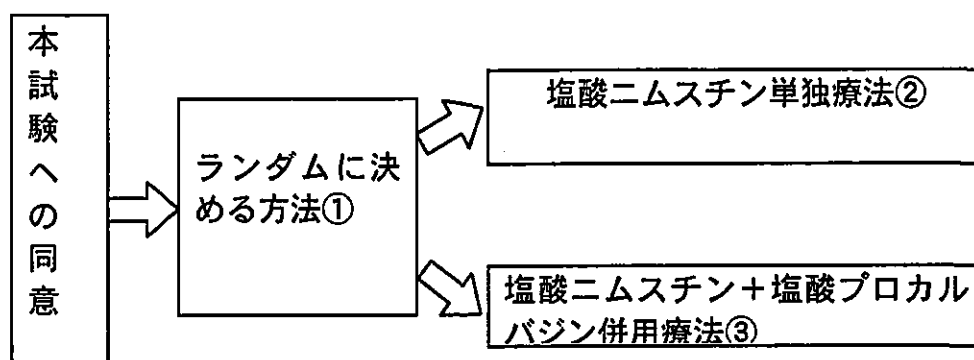 本試験への同意
ランダムに決
める方法①
塩酸ニムスチン単独療法②
塩酸ニムスチン＋塩酸プロカル
バジン併用療法③